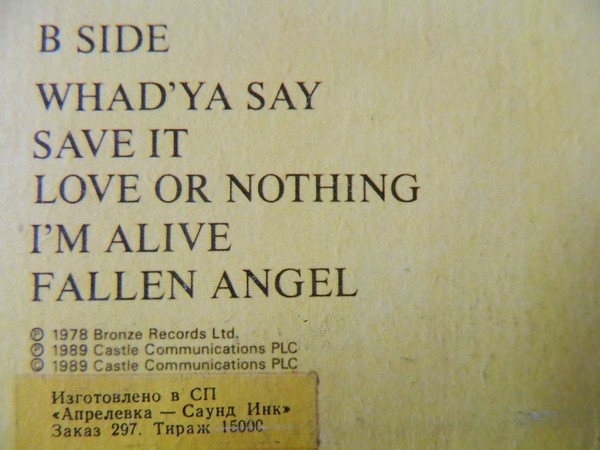 B SIDE
WHAD'YA SAY
SAVE IT
LOVE OR NOTHING
I'M ALIVE
FALLEN ANGEL
℗ 1978 Bronze Records Ltd.
℗ 1989 Castle Communications PLC
© 1989 Castle Communications PLC
Изготовлено в СП
«Апрелевка — Саунд Инк»
Заказ 297. Тираж 15000